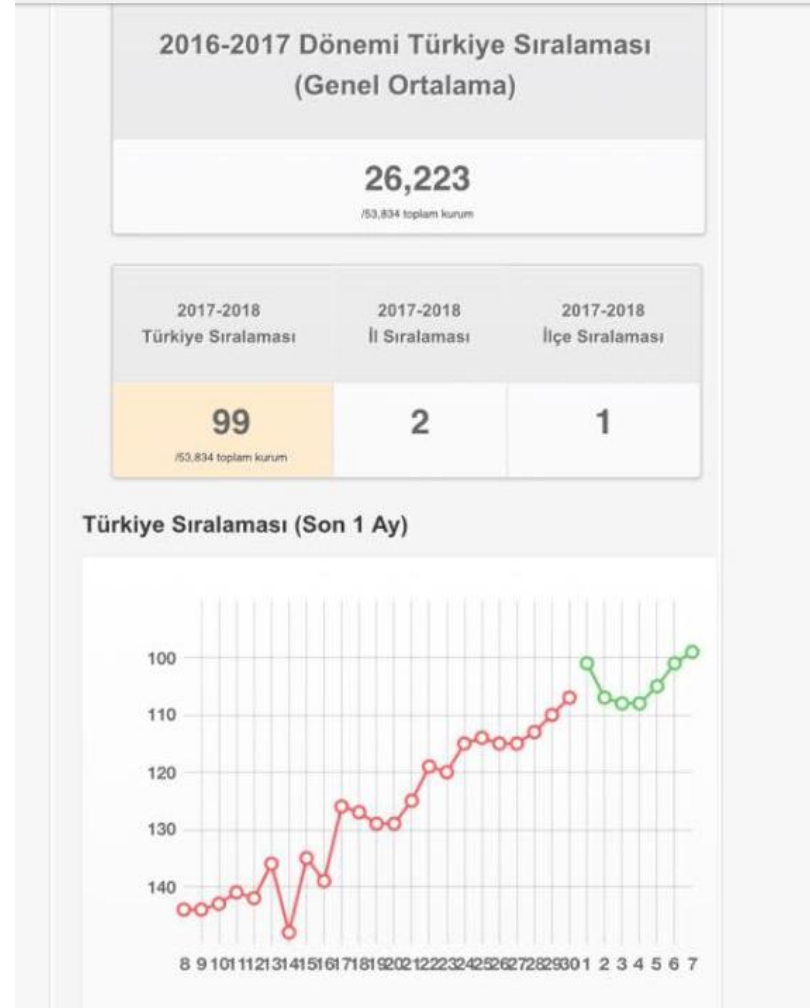 2016-2017 Dönemi Türkiye Sıralaması
(Genel Ortalama)
26,223
/53,834 toplam kurum
2017-2018
Türkiye Sıralaması
2017-2018
İl Sıralaması
2017-2018
İlçe Sıralaması
99
/53,834 toplam kurum
2
1
Türkiye Sıralaması (Son 1 Ay)
100
110
120
130
140
8 9 10 11 12 13 14 15 16 17 18 19 20 21 22 23 24 25 26 27 28 29 30 1 2 3 4 5 6 7